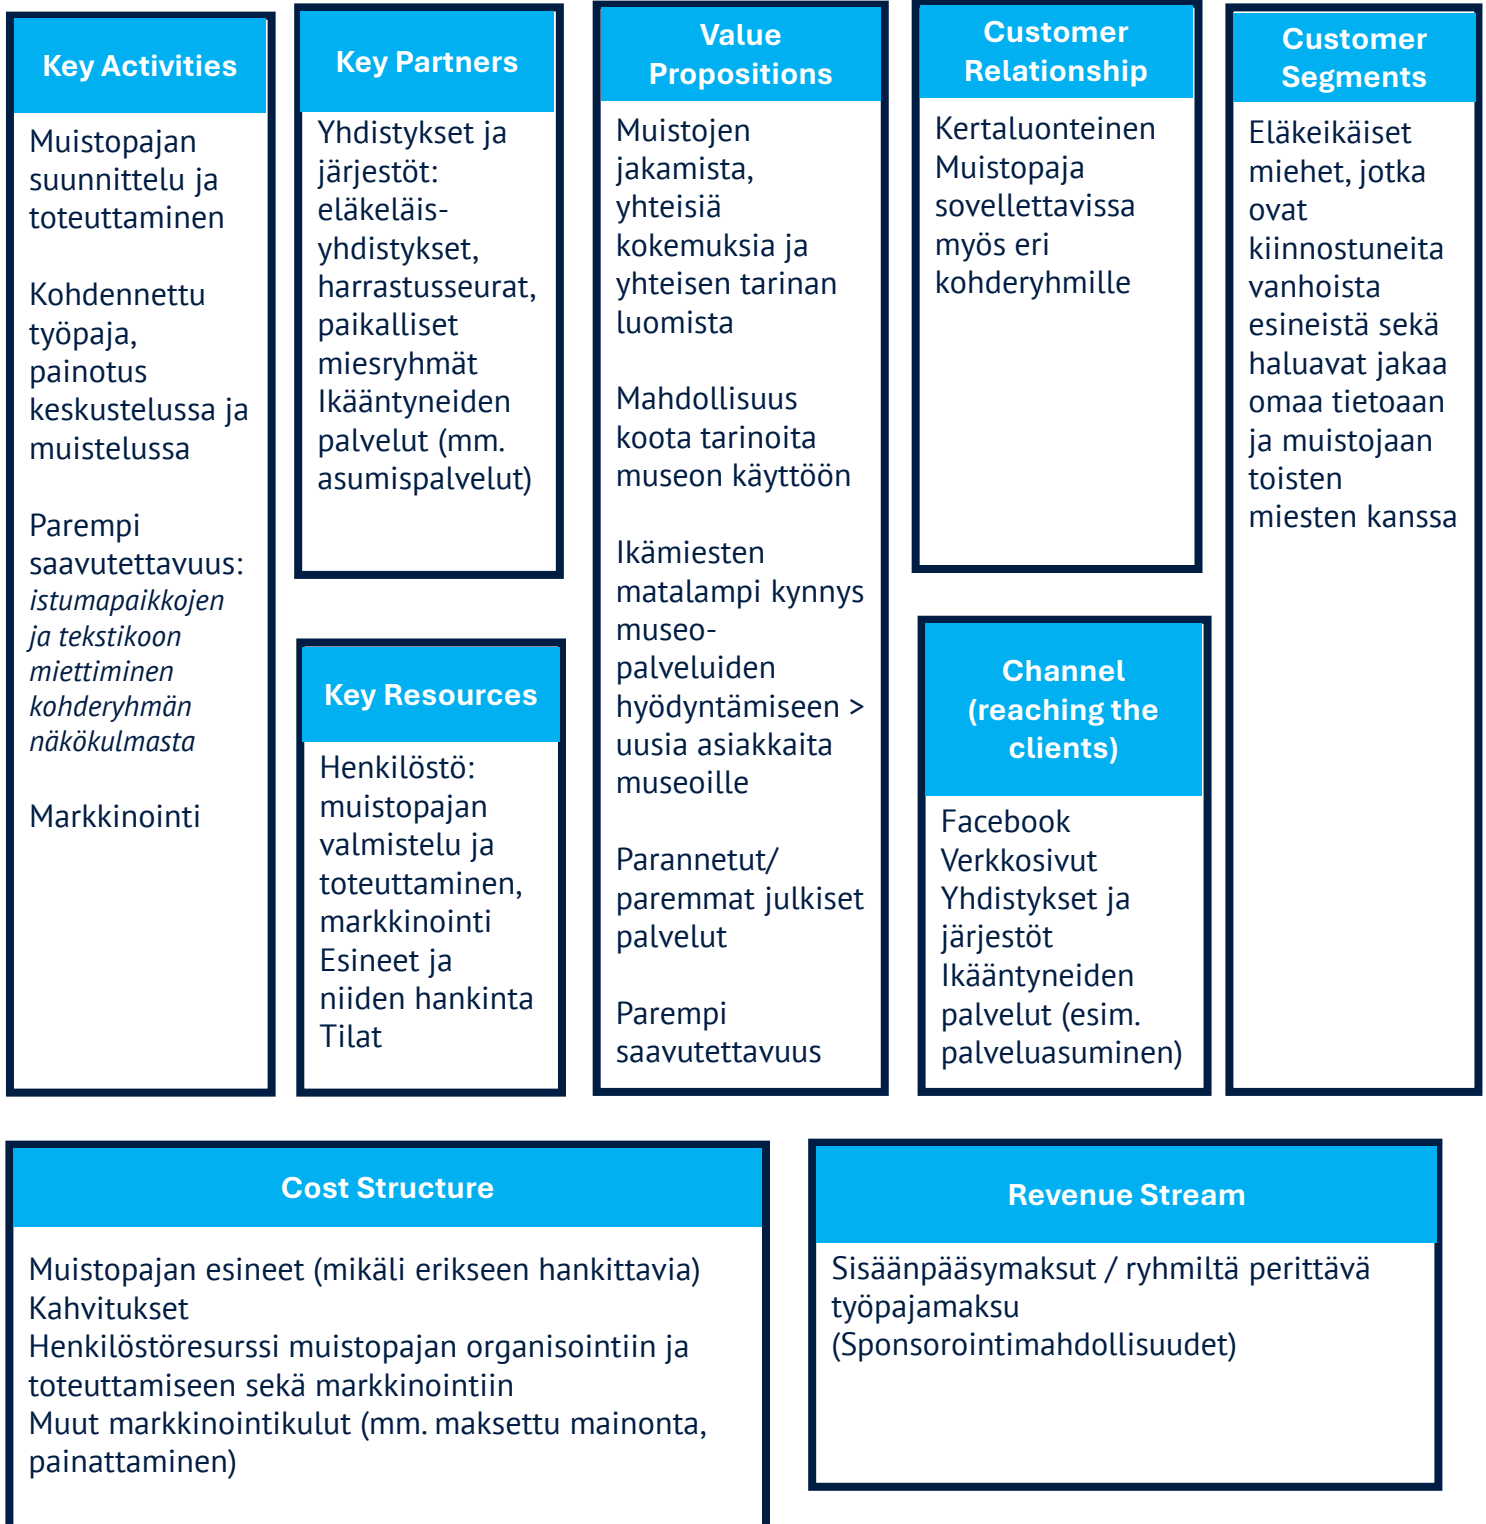 Key Activities
Muistopajan
suunnittelu ja
toteuttaminen
Kohdennettu
työpaja,
painotus
keskustelussa ja
muistelussa
Parempi
saavutettavuus:
istumapaikkojen
ja tekstikoon
miettiminen
kohderyhmän
näkökulmasta
Markkinointi
Key Partners
Yhdistykset ja
järjestöt:
eläkeläis-
yhdistykset,
harrastusseurat,
paikalliset
miesryhmät
Ikääntyneiden
palvelut (mm.
asumispalvelut)
Key Resources
Henkilöstö:
muistopajan
valmistelu ja
toteuttaminen,
markkinointi
Esineet ja
niiden hankinta
Tilat
Value
Propositions
Muistojen
jakamista,
yhteisiä
kokemuksia ja
yhteisen tarinan
luomista
Mahdollisuus
koota tarinoita
museon käyttöön
Ikämiesten
matalampi kynnys
museo-
palveluiden
hyödyntämiseen >
uusia asiakkaita
museoille
Parannetut/
paremmat julkiset
palvelut
Parempi
saavutettavuus
Customer
Relationship
Kertaluonteinen
Muistopaja
sovellettavissa
myös eri
kohderyhmille
Channel
(reaching the
clients)
Facebook
Verkkosivut
Yhdistykset ja
järjestöt
Ikääntyneiden
palvelut (esim.
palveluasuminen)
Customer
Segments
Eläkeikäiset
miehet, jotka
ovat
kiinnostuneita
vanhoista
esineistä sekä
haluavat jakaa
omaa tietoaan
ja muistojaan
toisten
miesten kanssa
Cost Structure
Muistopajan esineet (mikäli erikseen hankittavia)
Kahvitukset
Henkilöstöresurssi muistopajan organisointiin ja
toteuttamiseen sekä markkinointiin
Muut markkinointikulut (mm. maksettu mainonta,
painattaminen)
Revenue Stream
Sisäänpääsymaksut / ryhmiltä perittävä
työpajamaksu
(Sponsorointimahdollisuudet)